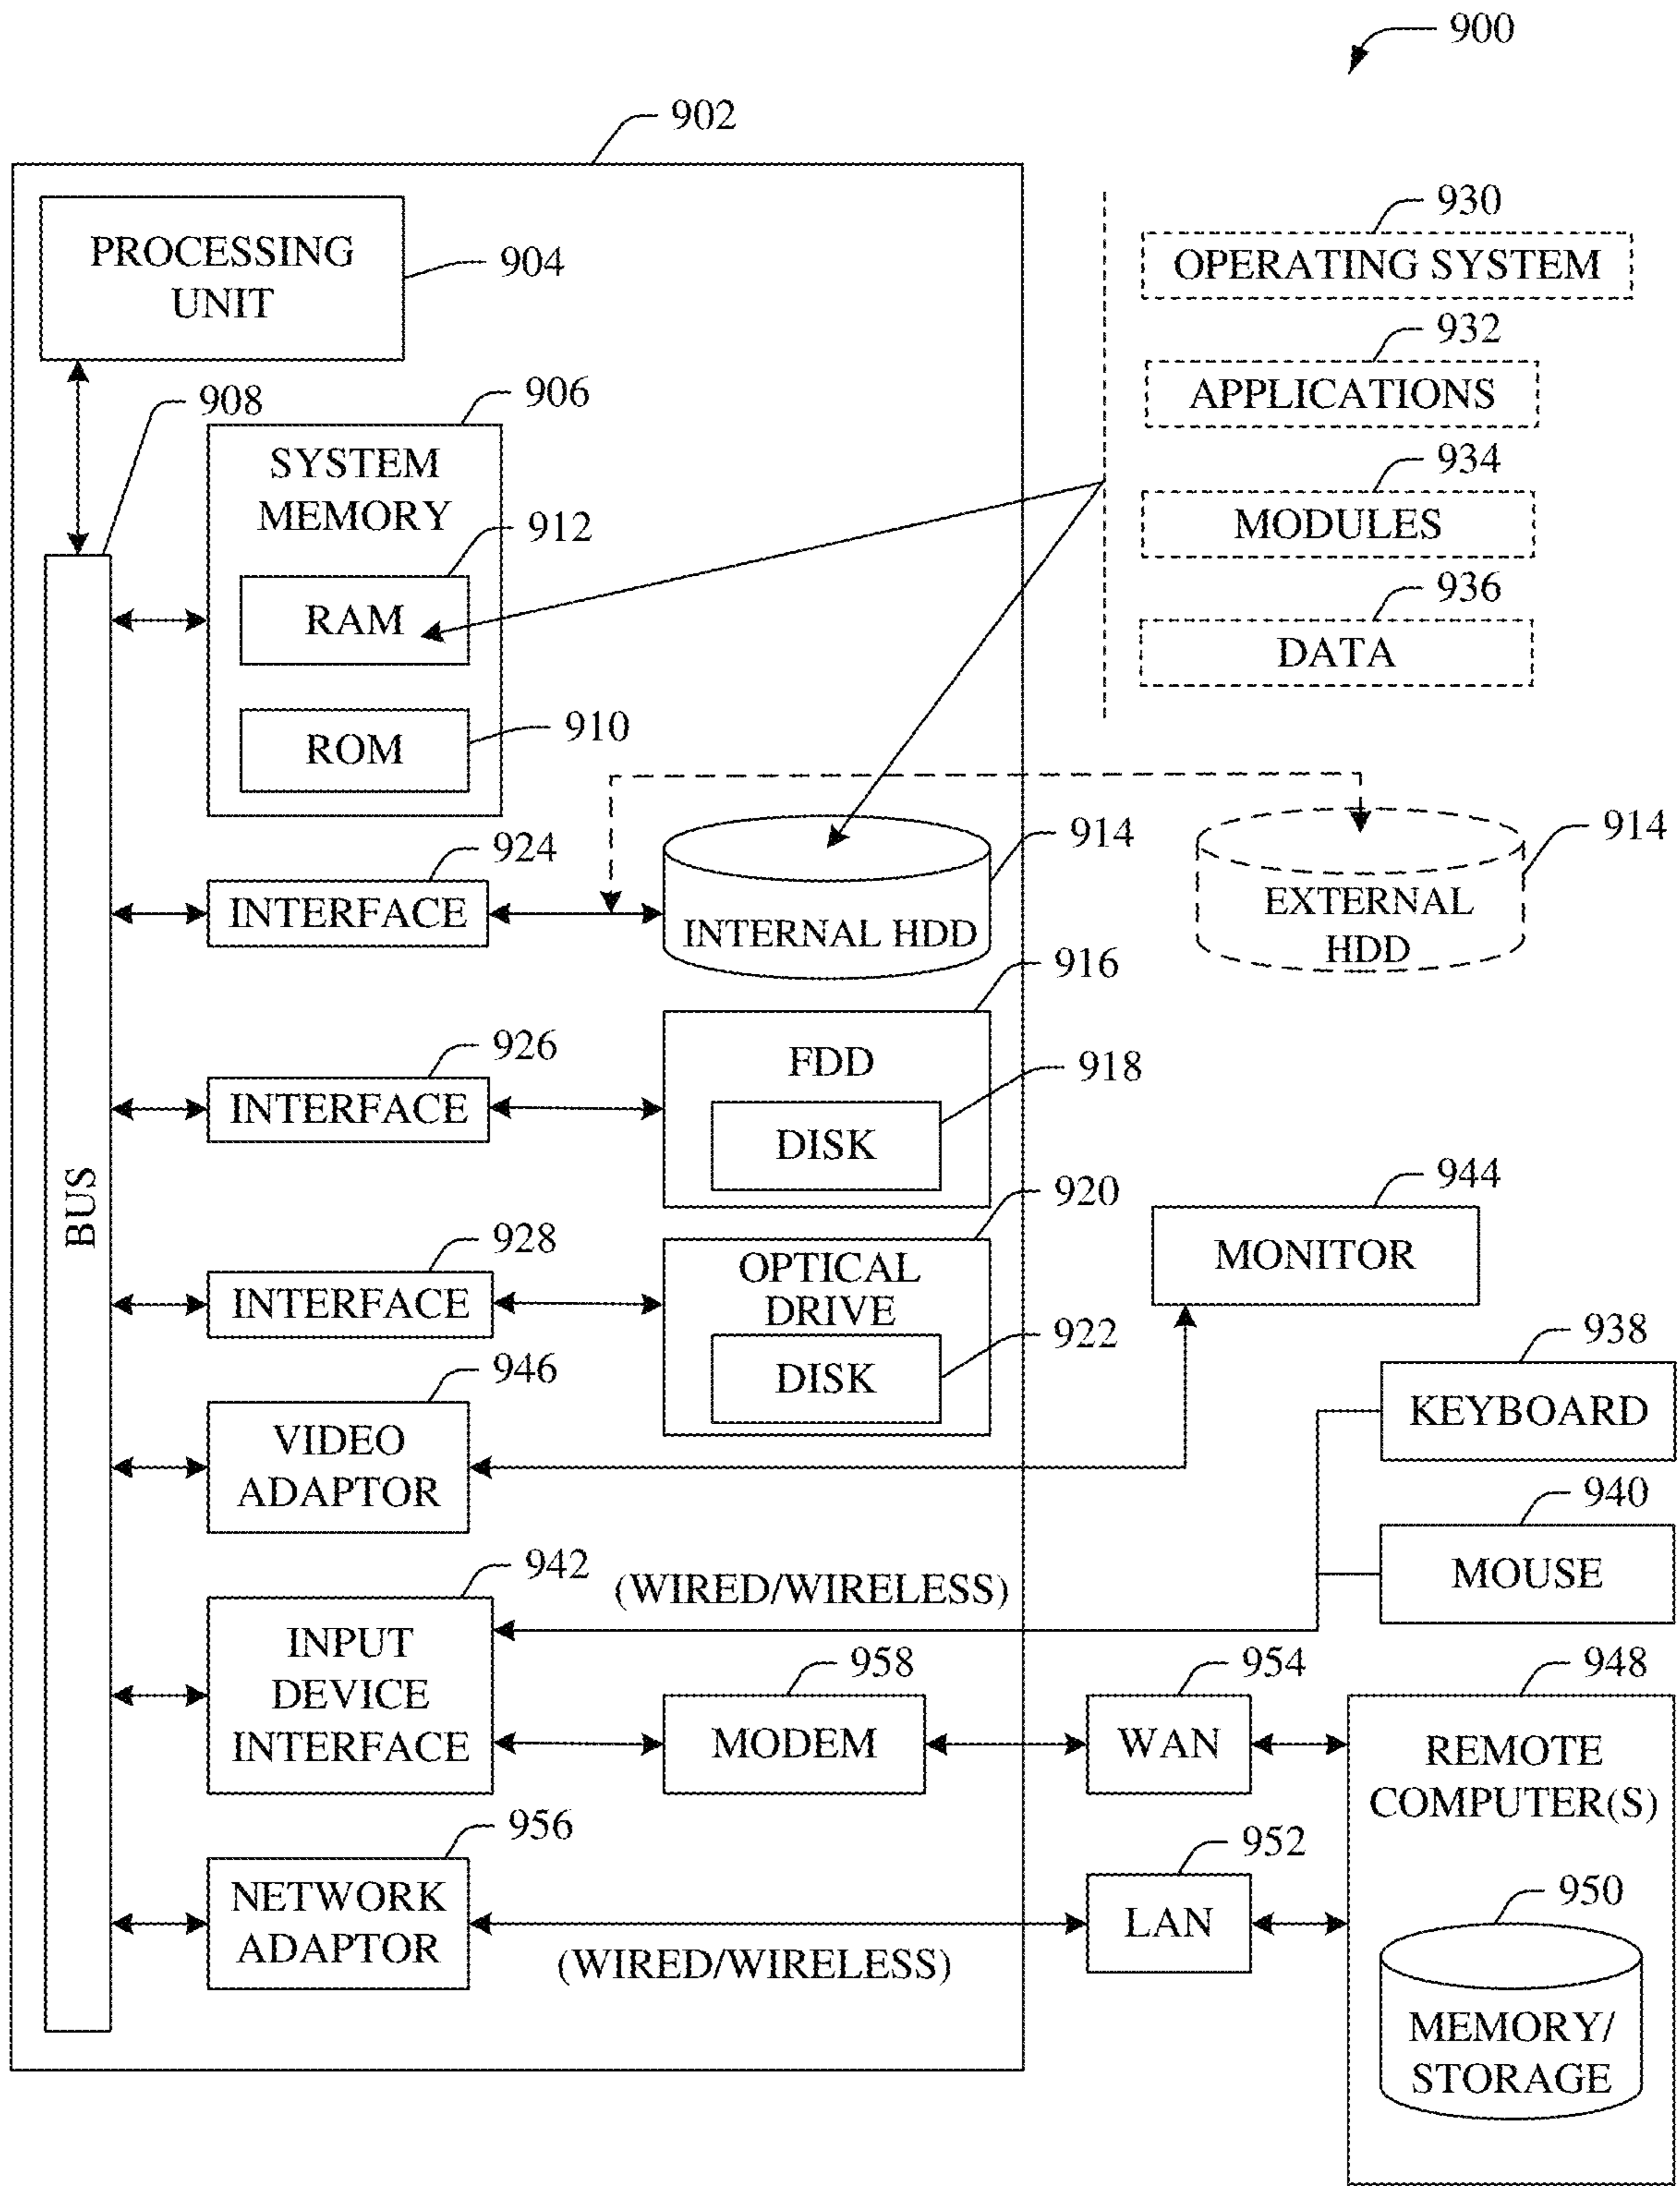 900
902
PROCESSING
UNIT
904
930
OPERATING SYSTEM
932
APPLICATIONS
934
MODULES
936
DATA
908
906
SYSTEM
MEMORY
912
RAM
910
ROM
924
INTERFACE
914
INTERNAL HDD
914
EXTERNAL
HDD
926
INTERFACE
916
FDD
918
DISK
BUS
928
INTERFACE
920
OPTICAL
DRIVE
922
DISK
944
MONITOR
946
VIDEO
ADAPTOR
938
KEYBOARD
940
MOUSE
942
INPUT
DEVICE
INTERFACE
(WIRED/WIRELESS)
958
MODEM
954
WAN
948
REMOTE
COMPUTER(S)
956
NETWORK
ADAPTOR
(WIRED/WIRELESS)
952
LAN
950
MEMORY/
STORAGE